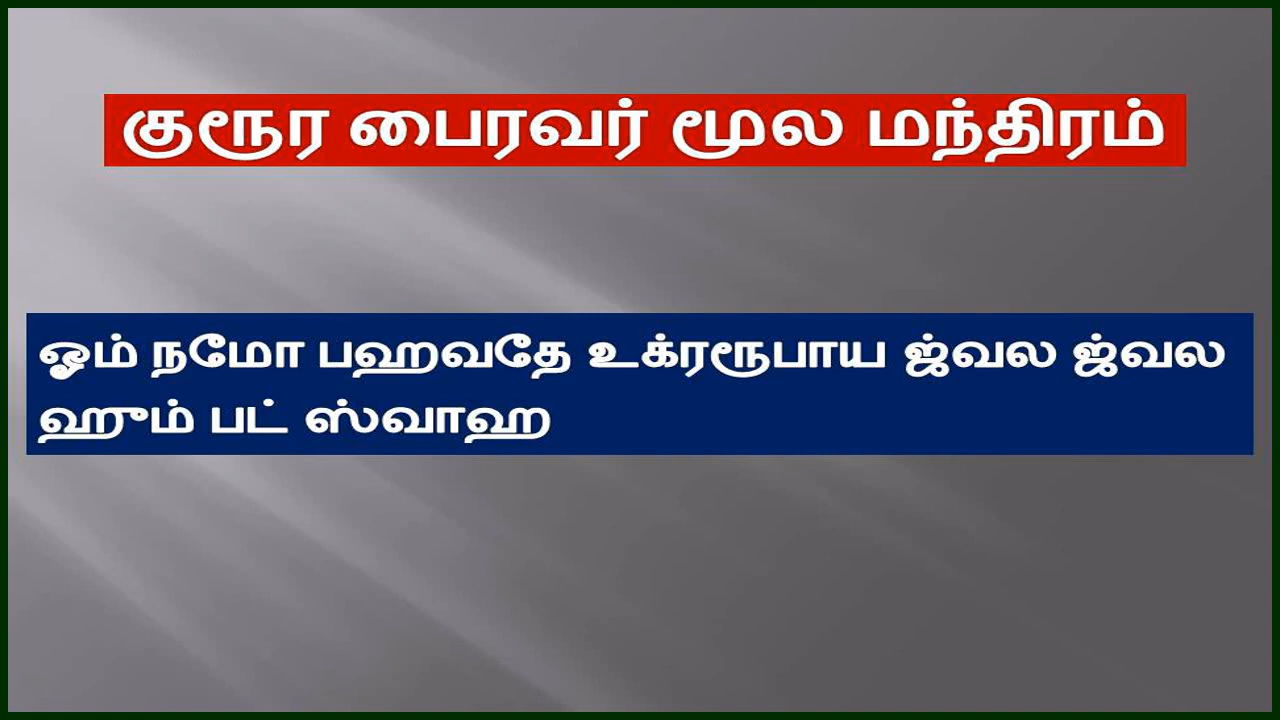 குரூர பைரவர் மூல மந்திரம்
ஓம் நமோ பஹவதே உக்ரரூபாய ஜ்வல ஜ்வல
ஹும் பட் ஸ்வாஹ